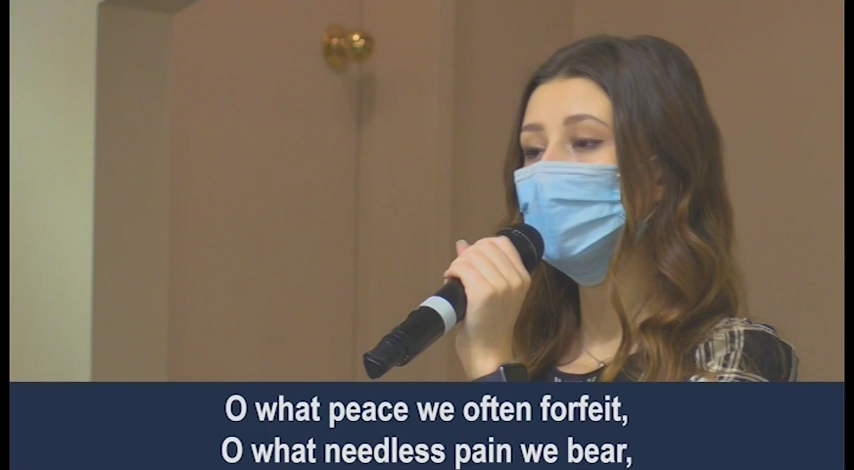 O what peace we often forfeit,
O what needless pain we bear,